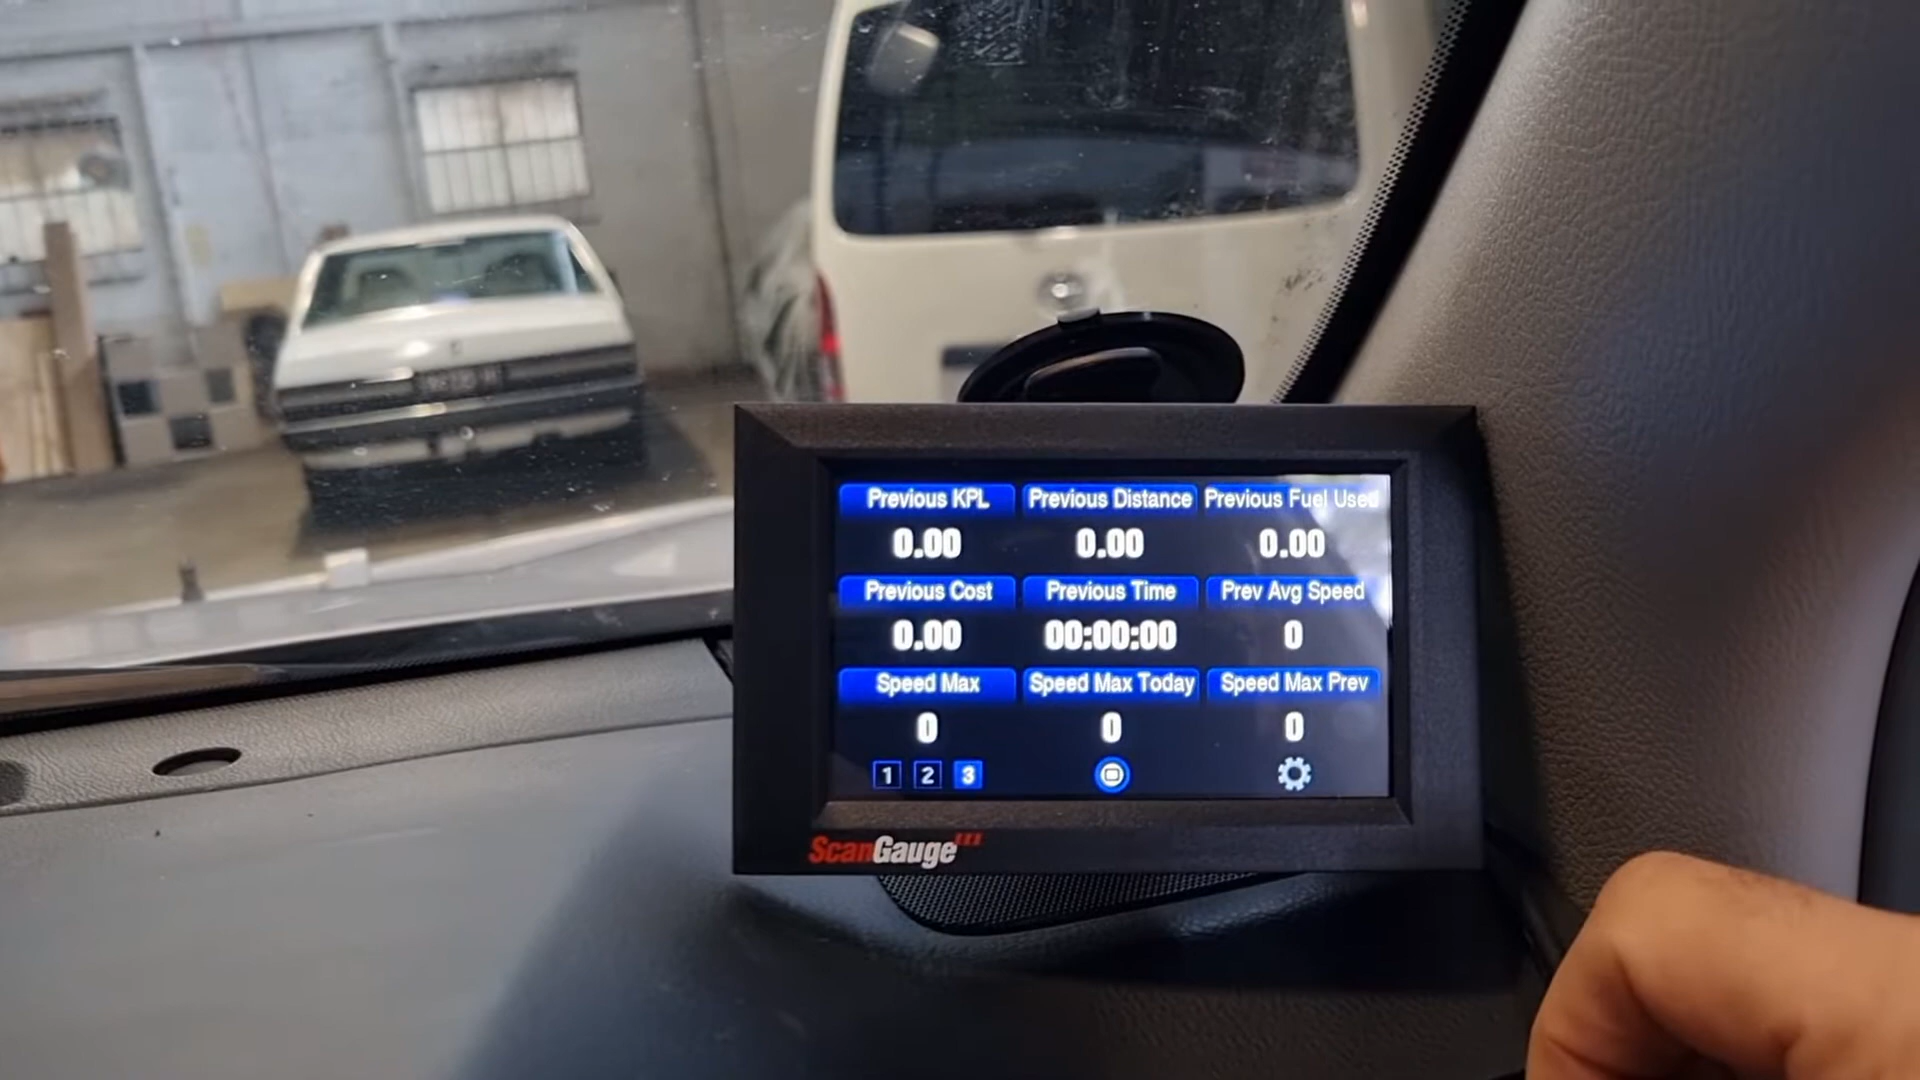 Previous KPL
Previous Distance
Previous Fuel Used
0.00
0.00
0.00
Previous Cost
Previous Time
Prev Avg Speed
0.00
00:00:00
0
Speed Max
Speed Max Today
Speed Max Prev
0
0
0
1 2 3
ScanGauge III